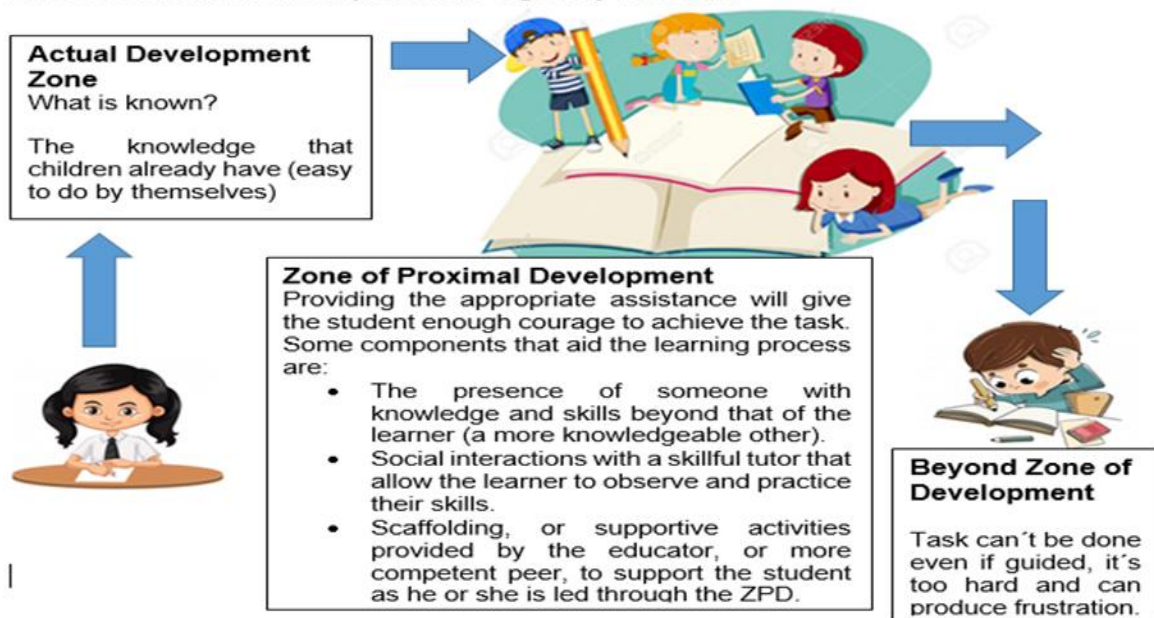 Actual Development
Zone
What is known?
The knowledge that
children already have (easy
to do by themselves)
Zone of Proximal Development
Providing the appropriate assistance will give
the student enough courage to achieve the task.
Some components that aid the learning process
are:
• The presence of someone with
knowledge and skills beyond that of the
learner (a more knowledgeable other).
• Social interactions with a skillful tutor that
allow the learner to observe and practice
their skills.
• Scaffolding, or supportive activities
provided by the educator, or more
competent peer, to support the student
as he or she is led through the ZPD.
Beyond Zone of
Development
Task can´t be done
even if guided, it´s
too hard and can
produce frustration.